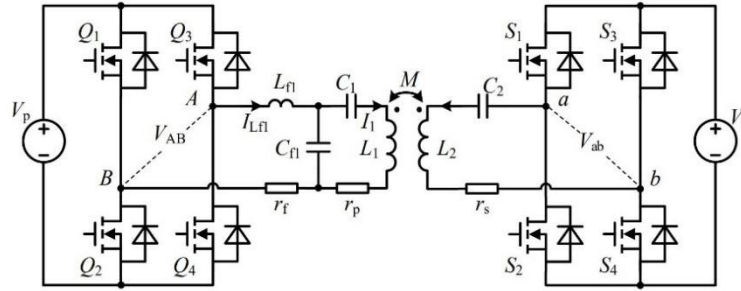 Q1
Q3
S1
S3
Vp
A
Lf1
C1
M
C2
a
ILf1
I1
VAB
Cf1
L1
L2
Vab
V
B
b
rf
rp
rs
Q2
Q4
S2
S4